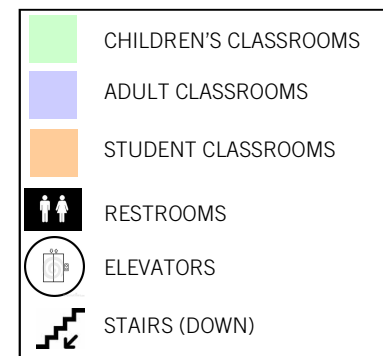 CHILDREN'S CLASSROOMS
ADULT CLASSROOMS
STUDENT CLASSROOMS
RESTROOMS
ELEVATORS
STAIRS (DOWN)